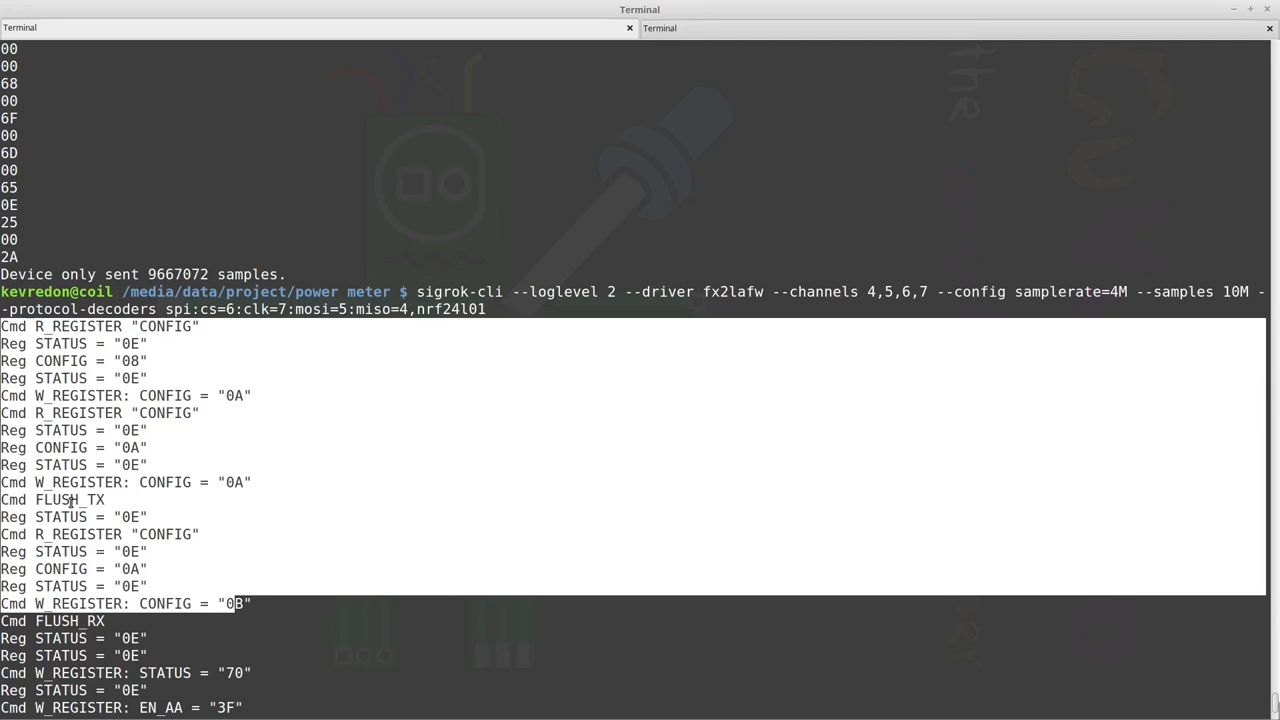 Terminal
Terminal
Terminal
00
00
68
00
6F
00
6D
00
65
0E
25
00
2A
Device only sent 9667072 samples.
kevredon@coil /media/data/project/power meter $ sigrok-cli --loglevel 2 --driver fx2lafw --channels 4,5,6,7 --config samplerate=4M --samples 10M -
-protocol-decoders spi:cs=6:clk=7:mosi=5:miso=4,nrf24l01
Cmd R_REGISTER "CONFIG"
Reg STATUS = "0E"
Reg CONFIG = "08"
Reg STATUS = "0E"
Cmd W_REGISTER: CONFIG = "0A"
Cmd R_REGISTER "CONFIG"
Reg STATUS = "0E"
Reg CONFIG = "0A"
Reg STATUS = "0E"
Cmd W_REGISTER: CONFIG = "0A"
Cmd FLUSH_TX
Reg STATUS = "0E"
Cmd R_REGISTER "CONFIG"
Reg STATUS = "0E"
Reg CONFIG = "0A"
Reg STATUS = "0E"
Cmd W_REGISTER: CONFIG = "0B"
Cmd FLUSH_RX
Reg STATUS = "0E"
Reg STATUS = "0E"
Cmd W_REGISTER: STATUS = "70"
Reg STATUS = "0E"
Cmd W_REGISTER: EN_AA = "3F"
the